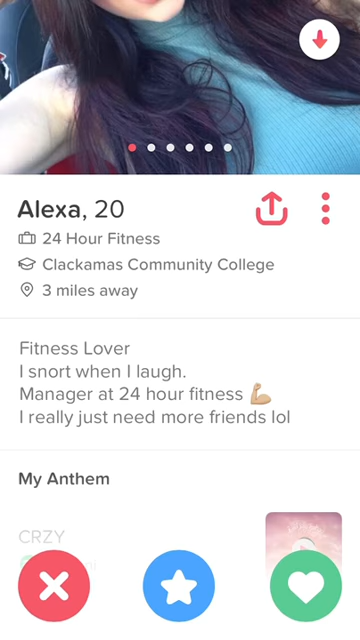 Alexa, 20
24 Hour Fitness
Clackamas Community College
3 miles away
Fitness Lover
I snort when I laugh.
Manager at 24 hour fitness 💪🏼
I really just need more friends lol
My Anthem
CRZY